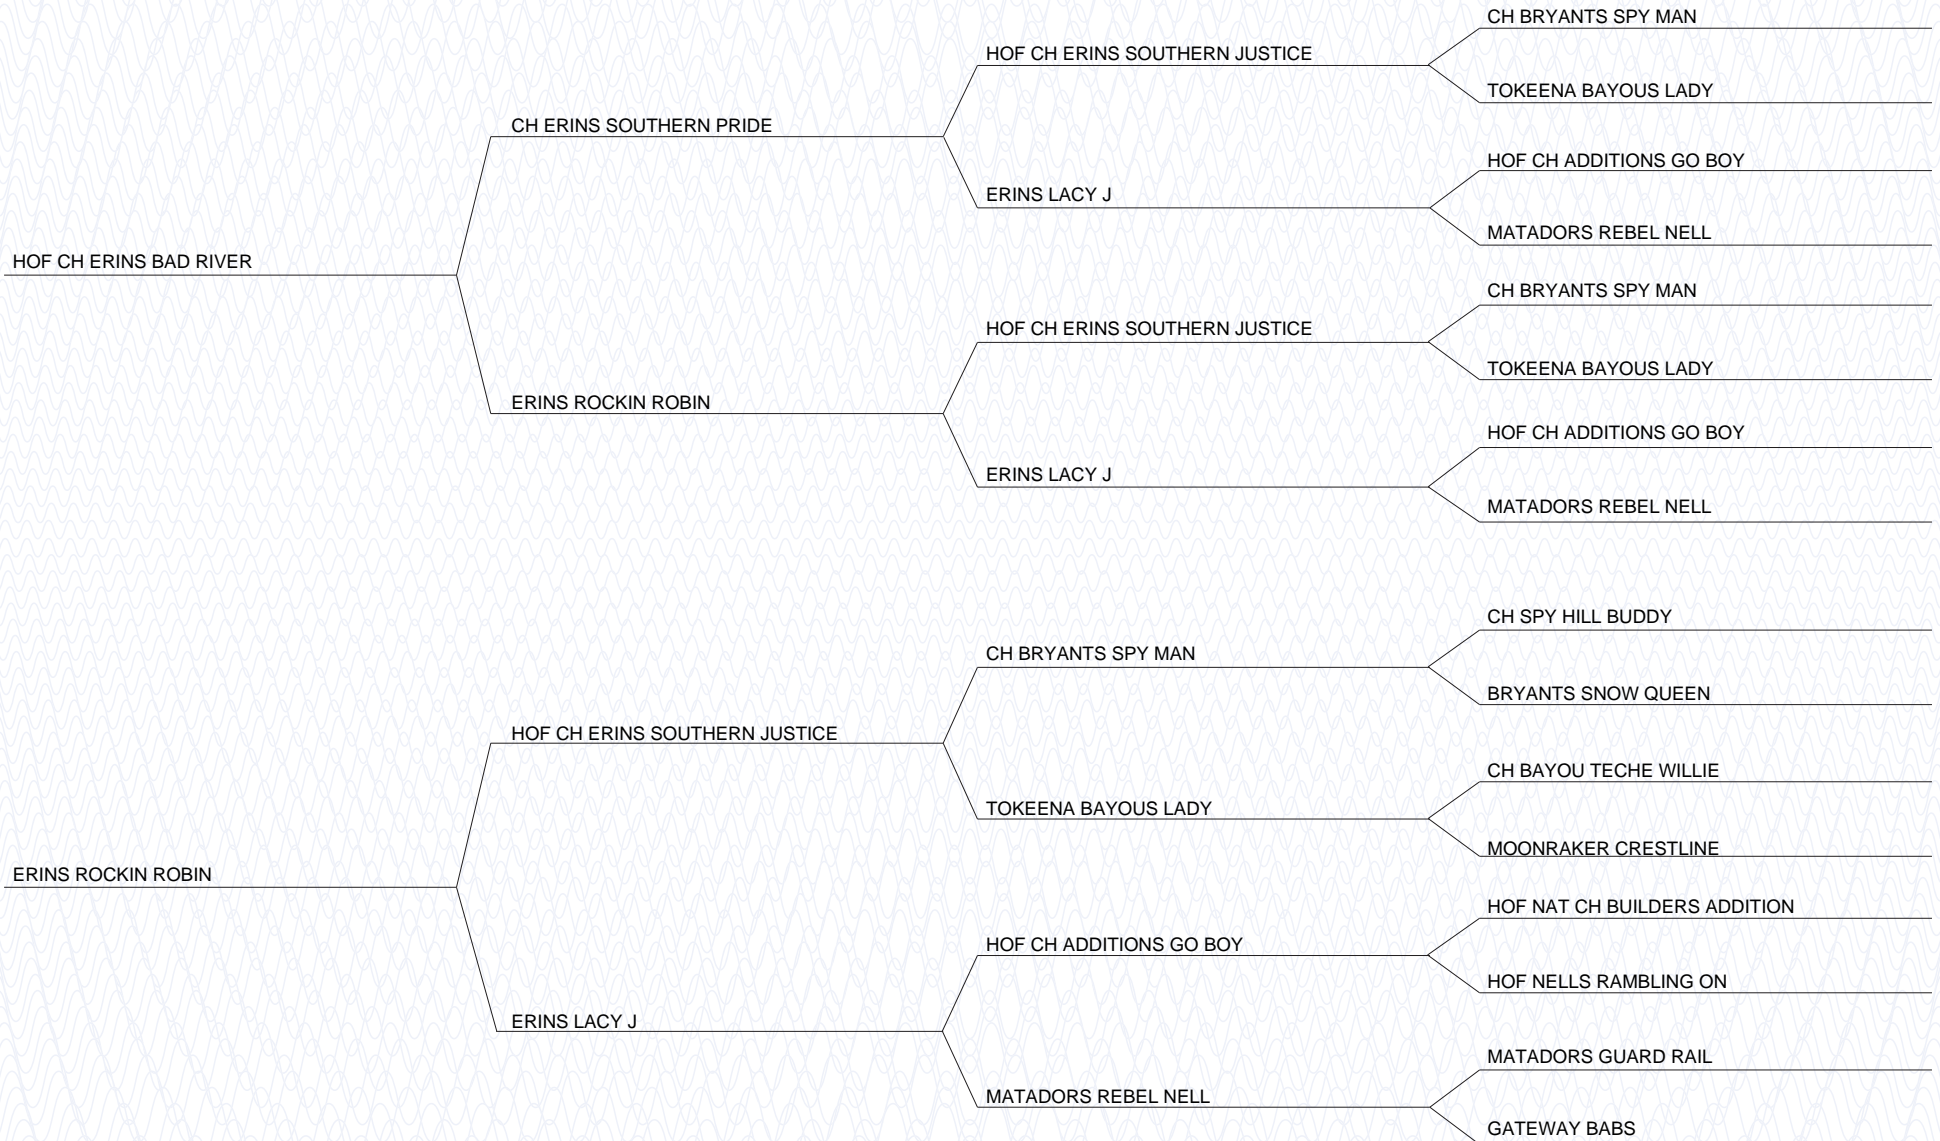 CH BRYANTS SPY MAN
HOF CH ERINS SOUTHERN JUSTICE
TOKEENA BAYOUS LADY
CH ERINS SOUTHERN PRIDE
HOF CH ADDITIONS GO BOY
ERINS LACY J
MATADORS REBEL NELL
HOF CH ERINS BAD RIVER
CH BRYANTS SPY MAN
HOF CH ERINS SOUTHERN JUSTICE
TOKEENA BAYOUS LADY
ERINS ROCKIN ROBIN
HOF CH ADDITIONS GO BOY
ERINS LACY J
MATADORS REBEL NELL
CH SPY HILL BUDDY
CH BRYANTS SPY MAN
BRYANTS SNOW QUEEN
HOF CH ERINS SOUTHERN JUSTICE
CH BAYOU TECHE WILLIE
TOKEENA BAYOUS LADY
MOONRAKER CRESTLINE
ERINS ROCKIN ROBIN
HOF NAT CH BUILDERS ADDITION
HOF CH ADDITIONS GO BOY
HOF NELLS RAMBLING ON
ERINS LACY J
MATADORS GUARD RAIL
MATADORS REBEL NELL
GATEWAY BABS